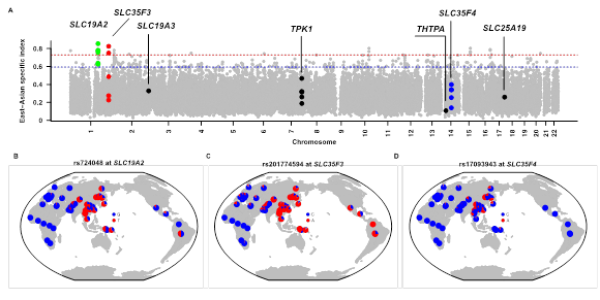 A
SLC35F3
SLC19A2
SLC19A3
TPK1
THTPA
SLC35F4
SLC25A19
East-Asian specific index
0.8
0.6
0.4
0.2
0
1 2 3 4 5 6 7 8 9 10 11 12 13 14 15 16 17 18 19 20 21 22
Chromosome
B
rs724048 at SLC19A2
C
rs201774594 at SLC35F3
D
rs17093943 at SLC35F4